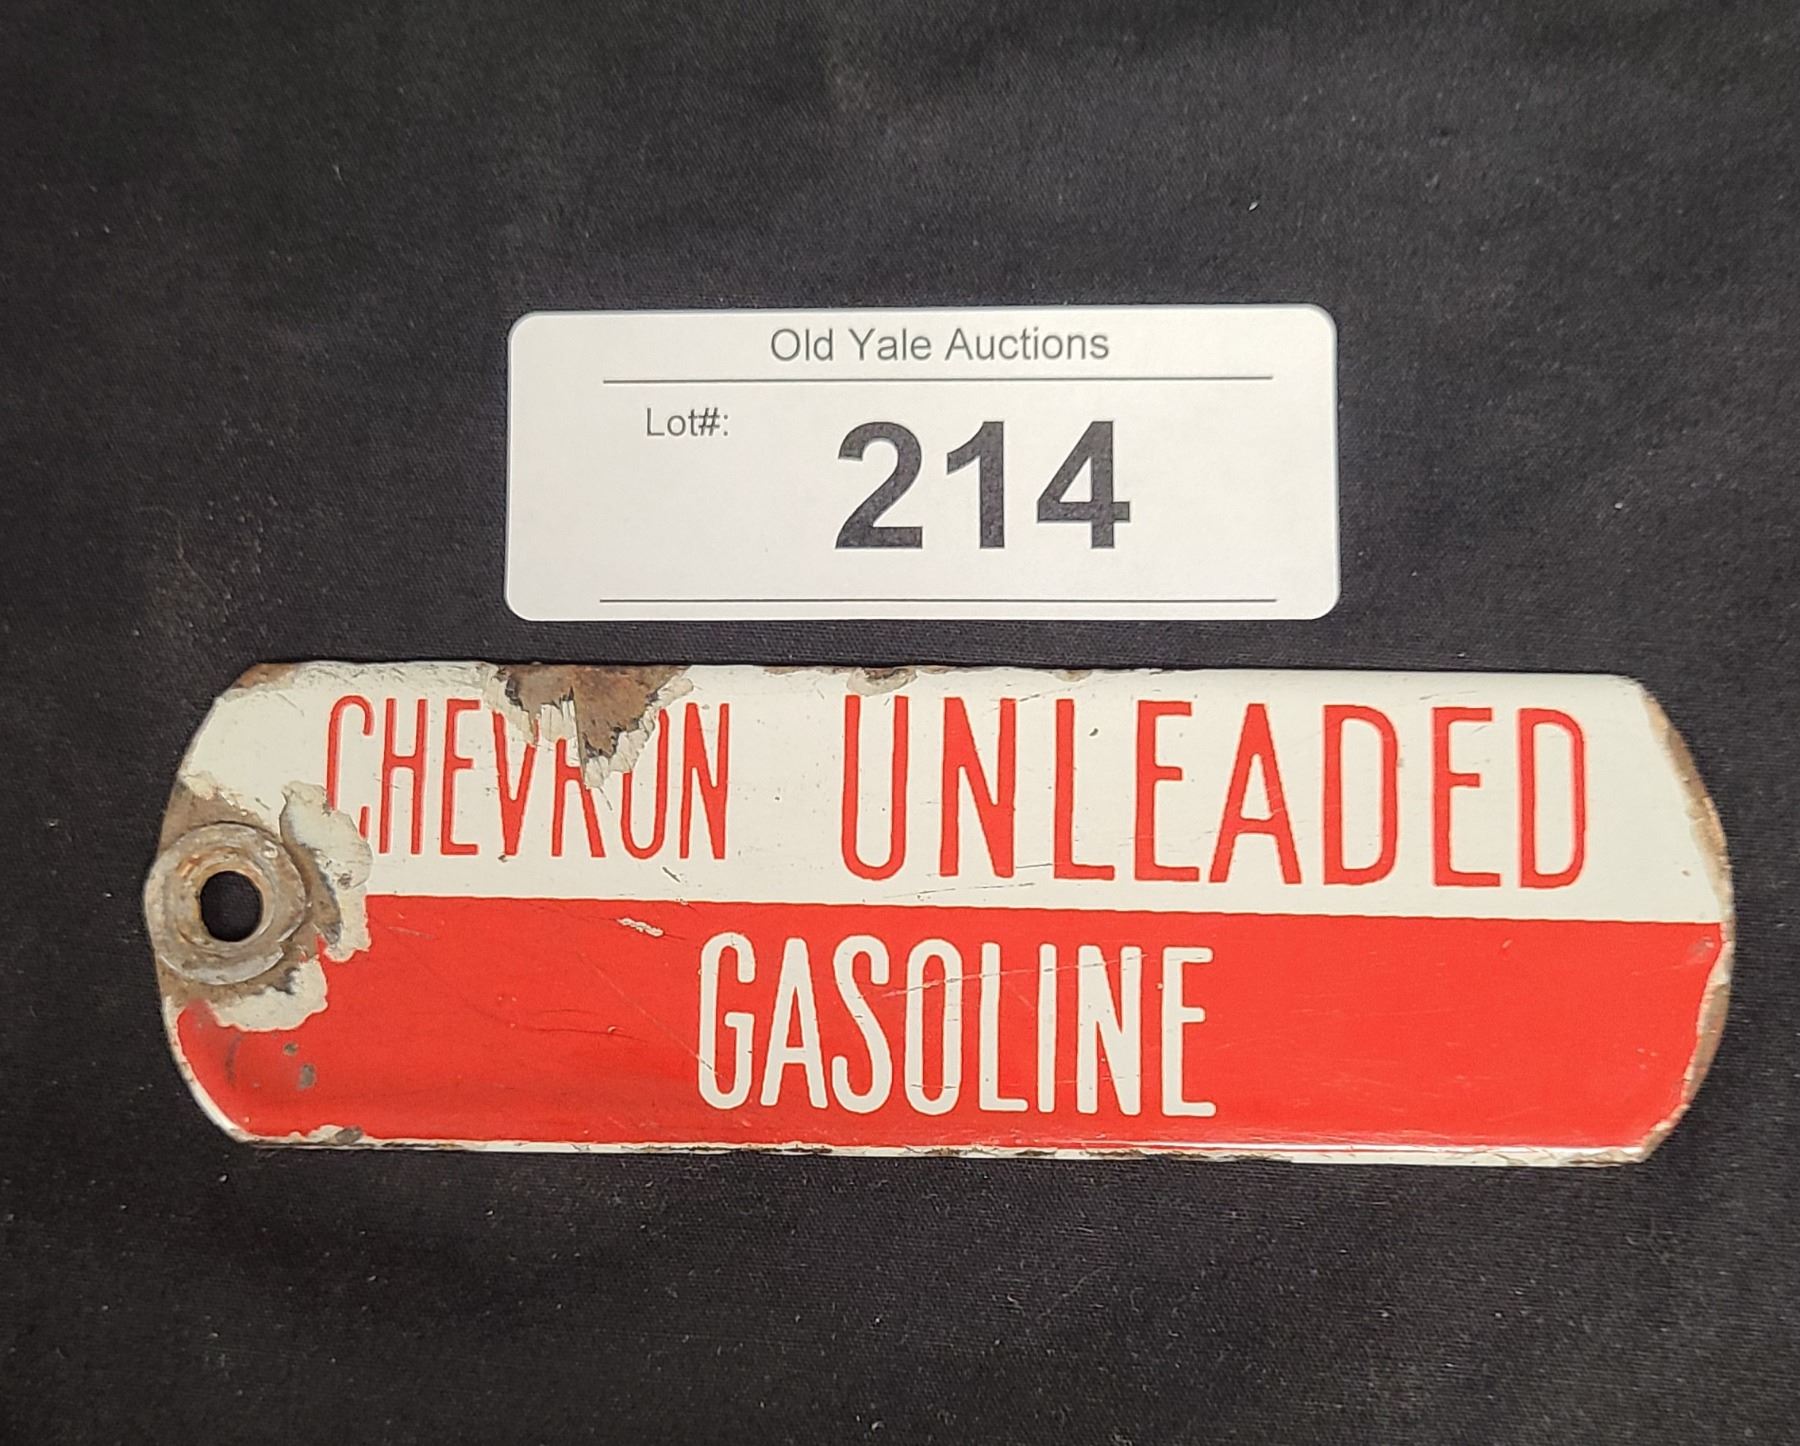 Old Yale Auctions
Lot#: 214
CHEVRON UNLEADED
GASOLINE